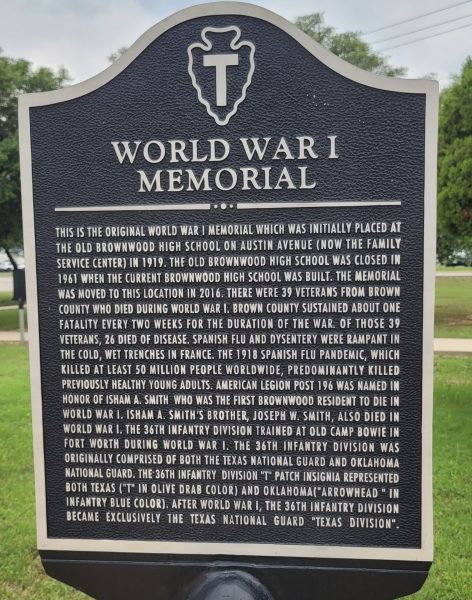 T
WORLD WAR I
MEMORIAL
THIS IS THE ORIGINAL WORLD WAR I MEMORIAL WHICH WAS INITIALLY PLACED AT
THE OLD BROWNWOOD HIGH SCHOOL ON AUSTIN AVENUE (NOW THE FAMILY
SERVICE CENTER) IN 1919. THE OLD BROWNWOOD HIGH SCHOOL WAS CLOSED IN
1961 WHEN THE CURRENT BROWNWOOD HIGH SCHOOL WAS BUILT. THE MEMORIAL
WAS MOVED TO THIS LOCATION IN 2016. THERE WERE 39 VETERANS FROM BROWN
COUNTY WHO DIED DURING WORLD WAR I. BROWN COUNTY SUSTAINED ABOUT ONE
FATALITY EVERY TWO WEEKS FOR THE DURATION OF THE WAR. OF THOSE 39
VETERANS, 26 DIED OF DISEASE. SPANISH FLU AND DYSENTERY WERE RAMPANT IN
THE COLD, WET TRENCHES IN FRANCE. THE 1918 SPANISH FLU PANDEMIC, WHICH
KILLED AT LEAST 50 MILLION PEOPLE WORLDWIDE, PREDOMINANTLY KILLED
PREVIOUSLY HEALTHY YOUNG ADULTS. AMERICAN LEGION POST 196 WAS NAMED IN
HONOR OF ISHAM A. SMITH WHO WAS THE FIRST BROWNWOOD RESIDENT TO DIE IN
WORLD WAR I. ISHAM A. SMITH'S BROTHER, JOSEPH W. SMITH, ALSO DIED IN
WORLD WAR I. THE 36TH INFANTRY DIVISION TRAINED AT OLD CAMP BOWIE IN
FORT WORTH DURING WORLD WAR I. THE 36TH INFANTRY DIVISION WAS
ORIGINALLY COMPRISED OF BOTH THE TEXAS NATIONAL GUARD AND OKLAHOMA
NATIONAL GUARD. THE 36TH INFANTRY DIVISION "T" PATCH INSIGNIA REPRESENTED
BOTH TEXAS ("T" IN OLIVE DRAB COLOR) AND OKLAHOMA("ARROWHEAD " IN
INFANTRY BLUE COLOR). AFTER WORLD WAR I, THE 36TH INFANTRY DIVISION
BECAME EXCLUSIVELY THE TEXAS NATIONAL GUARD "TEXAS DIVISION".